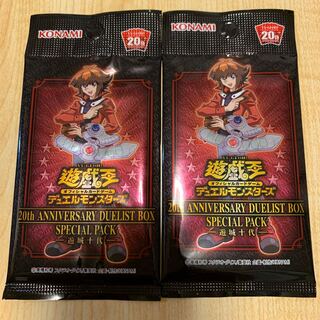 KONAMI
20th
遊戯王
オフィシャルカードゲーム
デュエルモンスターズ
20th ANNIVERSARY DUELIST BOX
SPECIAL PACK
─遊城十代─
KONAMI
20th
遊戯王
オフィシャルカードゲーム
デュエルモンスターズ
20th ANNIVERSARY DUELIST BOX
SPECIAL PACK
─遊城十代─